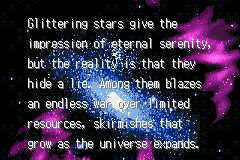 Glittering stars give the
impression of eternal serenity,
but the reality is that they
hide a lie. Among them blazes
an endless war over limited
resources, skirmishes that
grow as the universe expands.